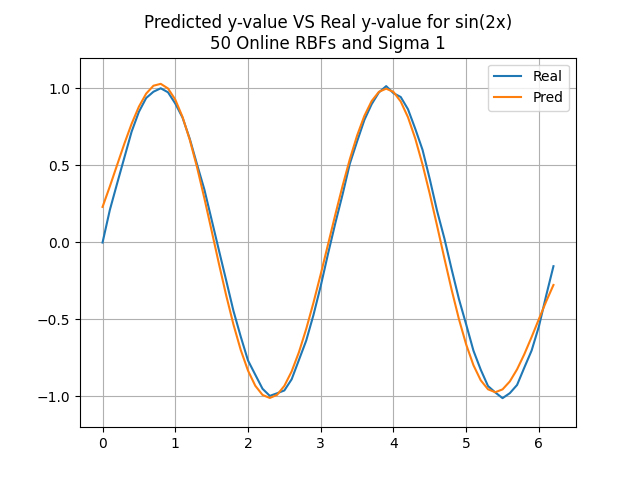 Predicted y-value VS Real y-value for sin(2x)
50 Online RBFs and Sigma 1
Real
Pred
1.0
0.5
0.0
−0.5
−1.0
0 1 2 3 4 5 6